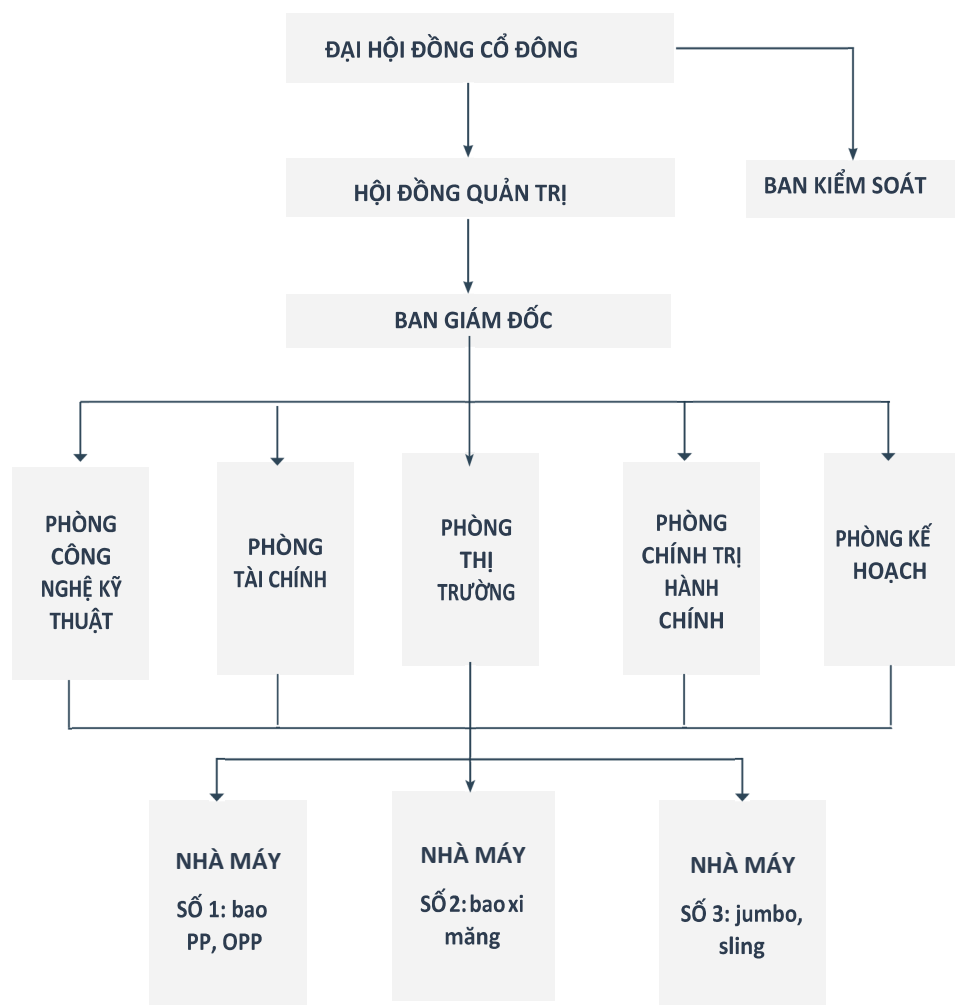 ĐẠI HỘI ĐỒNG CỔ ĐÔNG
HỘI ĐỒNG QUẢN TRỊ
BAN KIỂM SOÁT
BAN GIÁM ĐỐC
PHÒNG
CÔNG
NGHỆ KỸ
THUẬT
PHÒNG
TÀI CHÍNH
PHÒNG
THỊ
TRƯỜNG
PHÒNG
CHÍNH TRỊ
HÀNH
CHÍNH
PHÒNG KẾ
HOẠCH
NHÀ MÁY
SỐ 1: bao
PP, OPP
NHÀ MÁY
SỐ 2: bao xi
măng
NHÀ MÁY
SỐ 3: jumbo,
sling